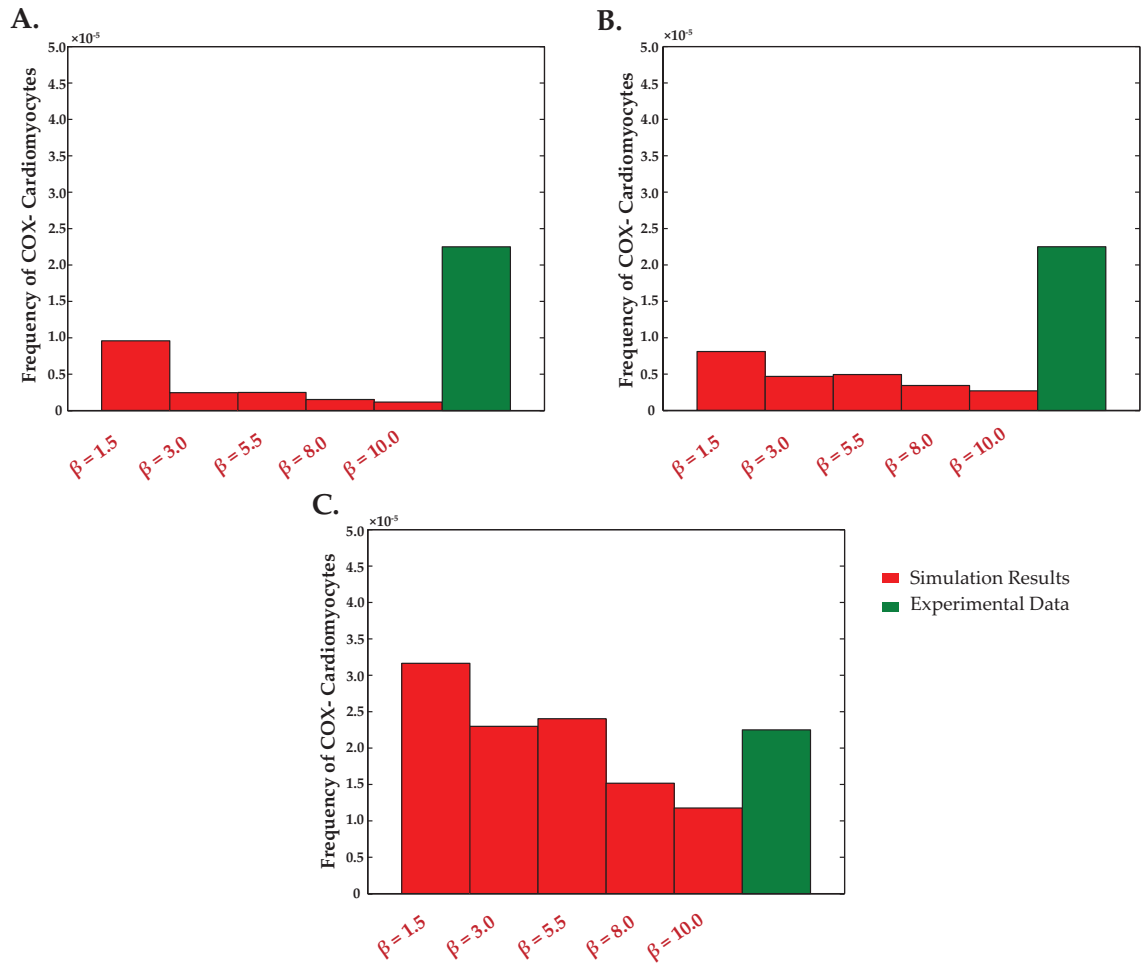 A.
×10⁻⁵
5.0
4.5
4.0
3.5
3.0
2.5
2.0
1.5
1.0
0.5
0
Frequency of COX- Cardiomyocytes
β = 1.5
β = 3.0
β = 5.5
β = 8.0
β = 10.0
B.
×10⁻⁵
5.0
4.5
4.0
3.5
3.0
2.5
2.0
1.5
1.0
0.5
0
Frequency of COX- Cardiomyocytes
β = 1.5
β = 3.0
β = 5.5
β = 8.0
β = 10.0
C.
×10⁻⁵
5.0
4.5
4.0
3.5
3.0
2.5
2.0
1.5
1.0
0.5
0
Frequency of COX- Cardiomyocytes
β = 1.5
β = 3.0
β = 5.5
β = 8.0
β = 10.0
Simulation Results
Experimental Data